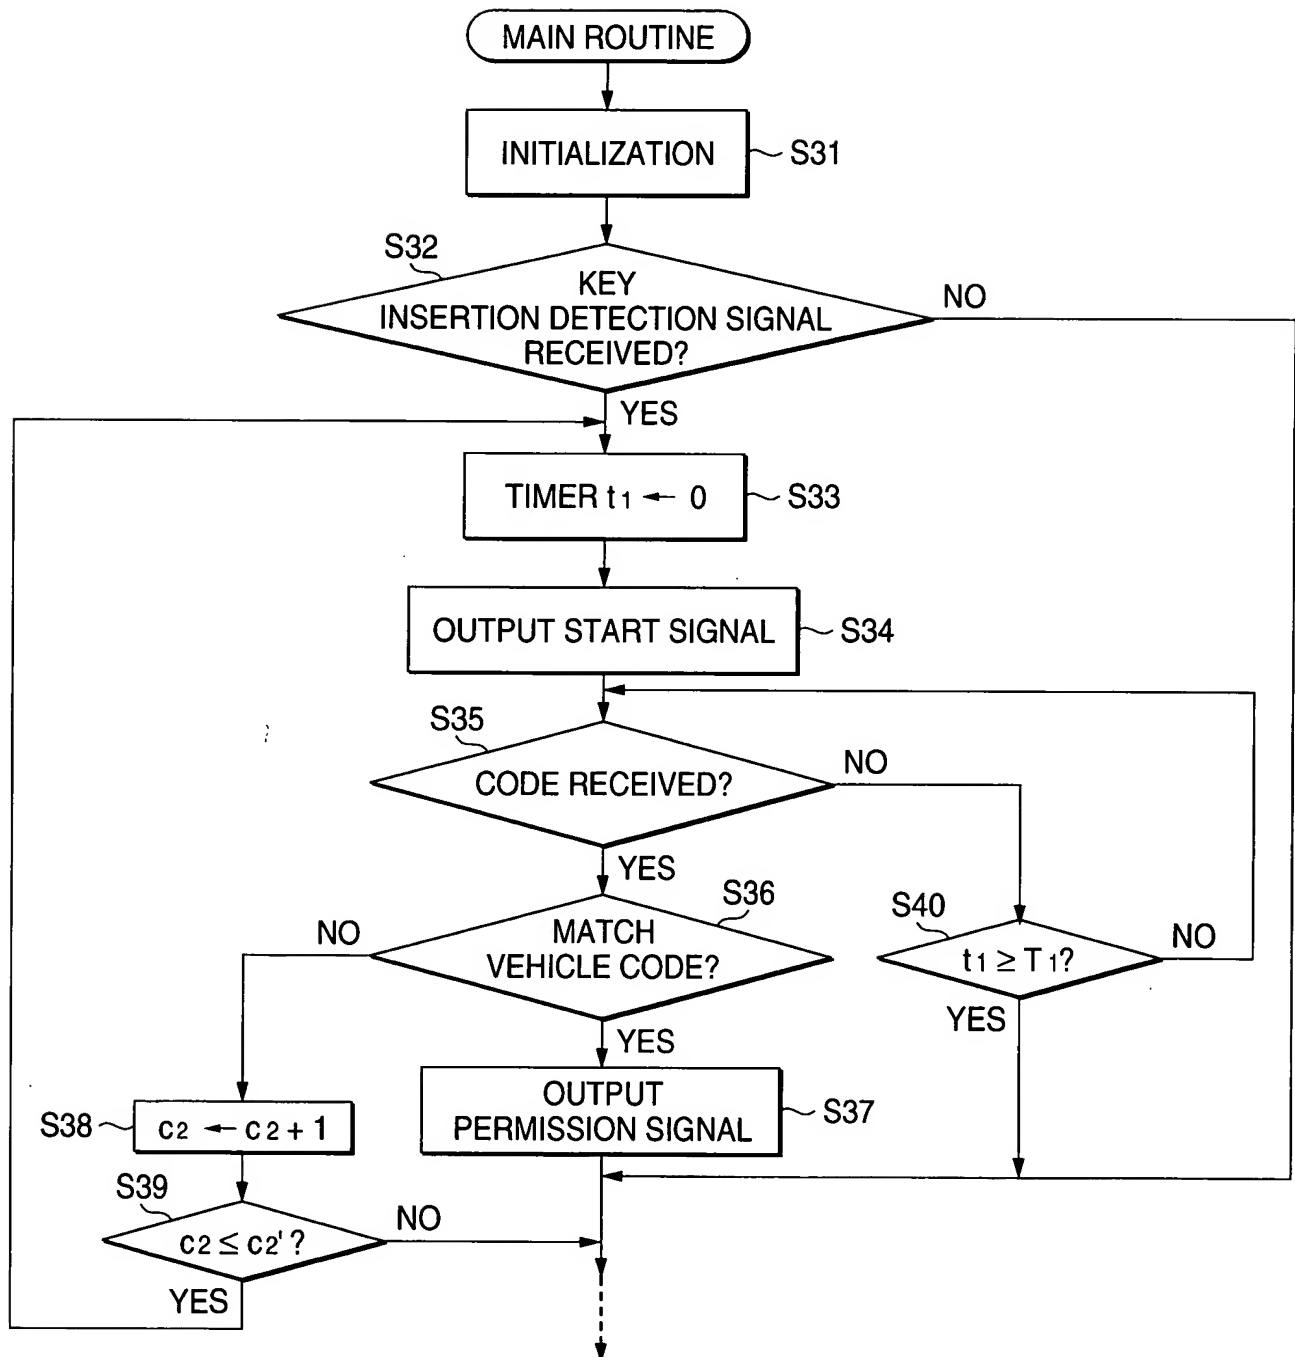 MAIN ROUTINE
INITIALIZATION
S31
S32
KEY
INSERTION DETECTION SIGNAL
RECEIVED?
NO
YES
TIMER t1 ← 0
S33
OUTPUT START SIGNAL
S34
S35
CODE RECEIVED?
NO
YES
S36
MATCH
VEHICLE CODE?
NO
S40
t1 ≥ T1?
NO
YES
YES
OUTPUT
PERMISSION SIGNAL
S37
S38
c2 ← c2 + 1
S39
c2 ≤ c2'?
NO
YES